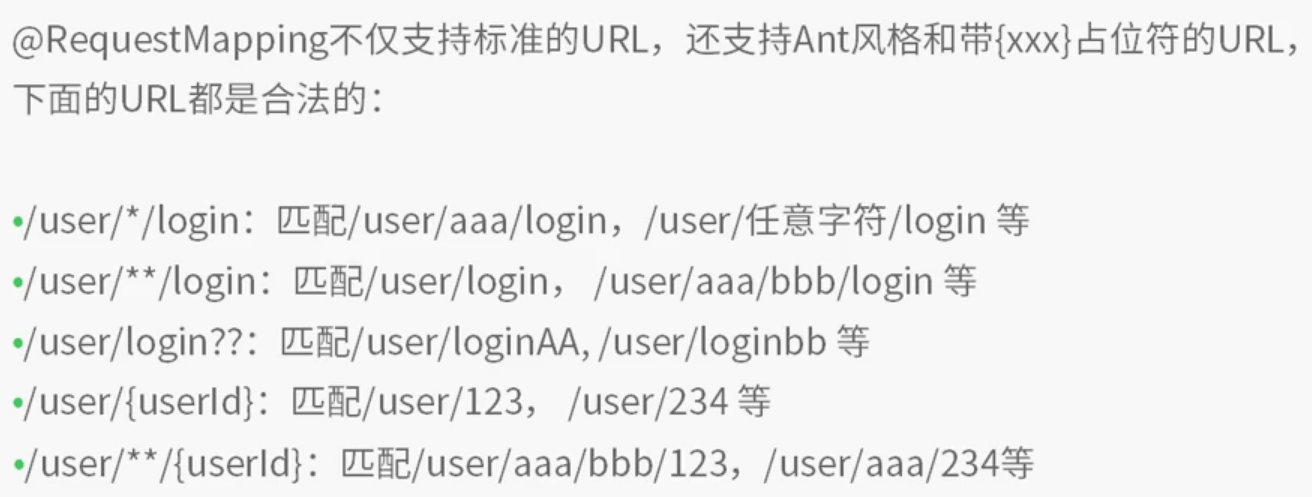 @RequestMapping不仅支持标准的URL，还支持Ant风格和带{xxx}占位符的URL，
下面的URL都是合法的：
•/user/*/login：匹配/user/aaa/login，/user/任意字符/login 等
•/user/**/login：匹配/user/login， /user/aaa/bbb/login 等
•/user/login??：匹配/user/loginAA, /user/loginbb 等
•/user/{userId}：匹配/user/123， /user/234 等
•/user/**/{userId}：匹配/user/aaa/bbb/123，/user/aaa/234等